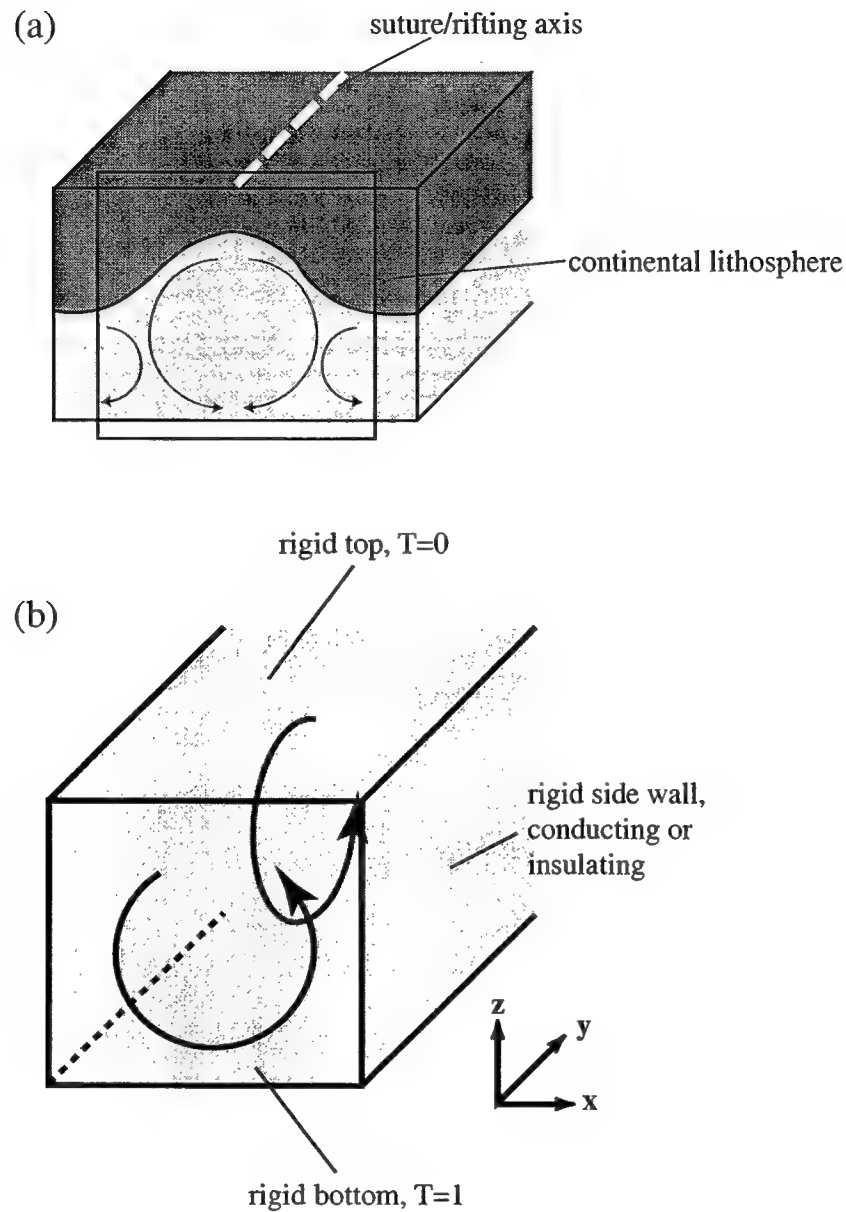 (a)
suture/rifting axis
continental lithosphere
rigid top, T=0
(b)
rigid side wall,
conducting or
insulating
z
y
x
rigid bottom, T=1